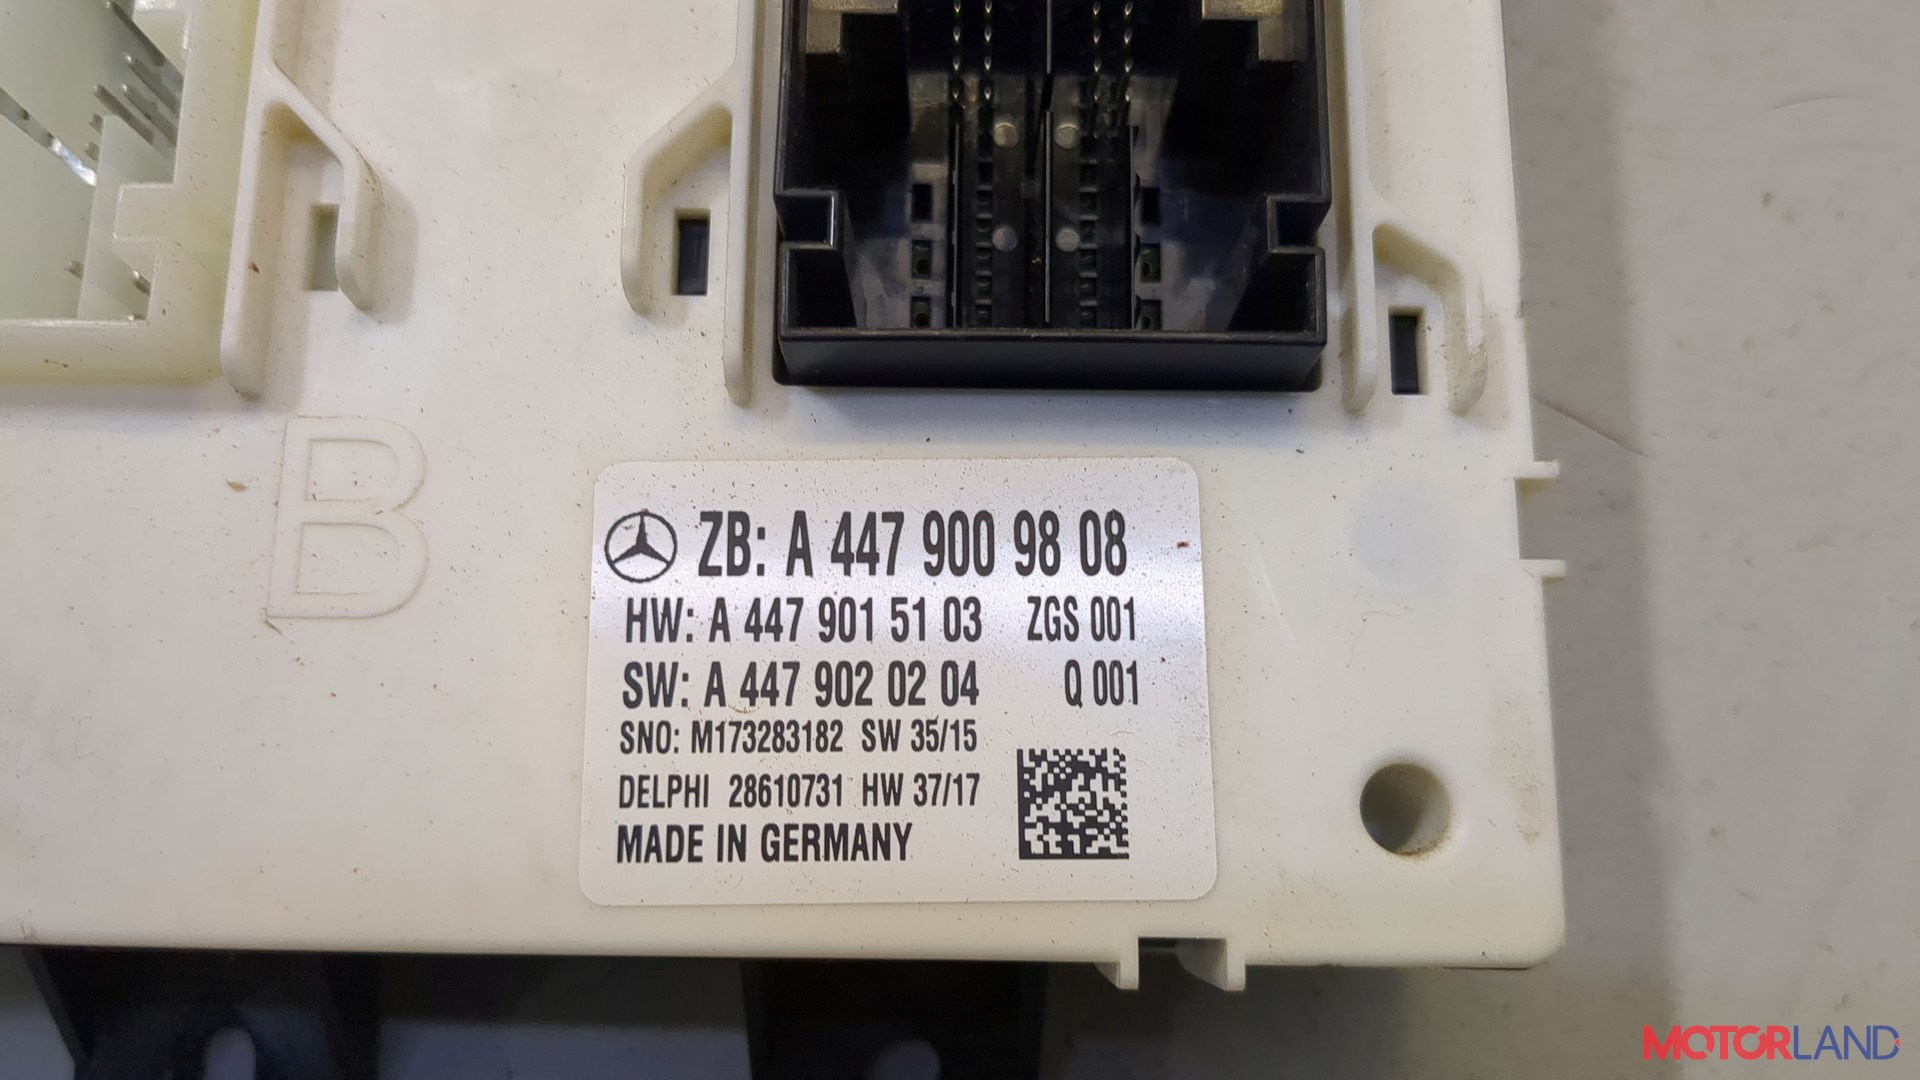 B
ZB: A 447 900 98 08
HW: A 447 901 51 03 ZGS 001
SW: A 447 902 02 04 Q 001
SNO: M173283182 SW 35/15
DELPHI 28610731 HW 37/17
MADE IN GERMANY
MOTORLAND